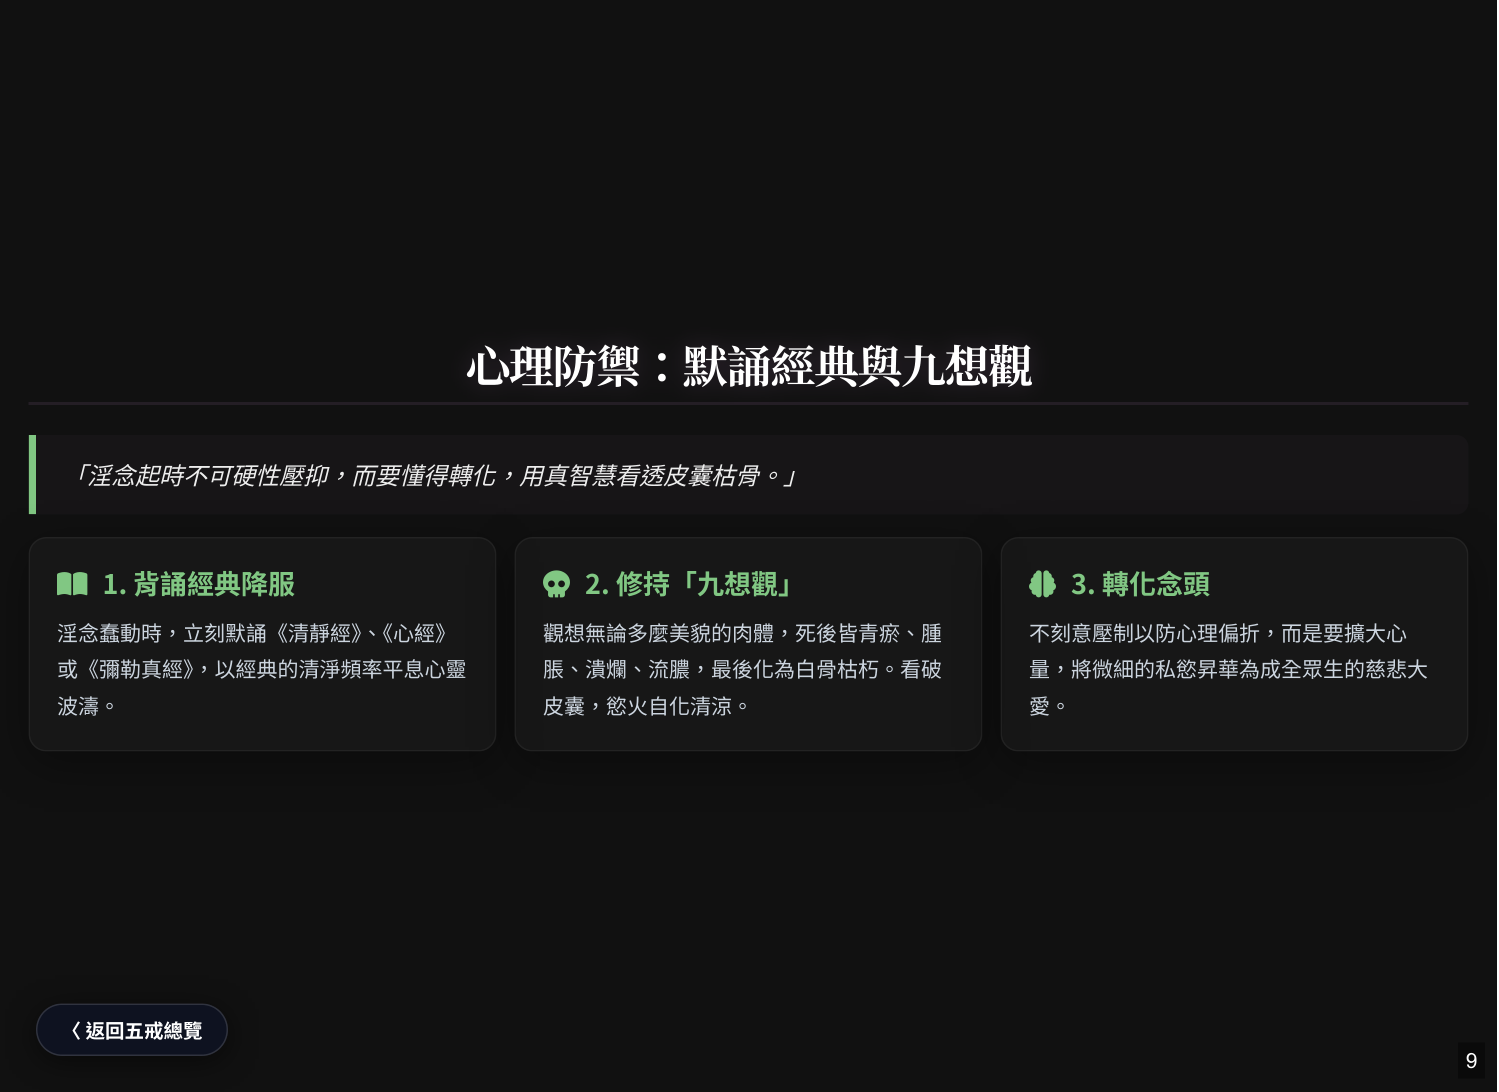 心理防禦：默誦經典與九想觀
「淫念起時不可硬性壓抑，而要懂得轉化，用真智慧看透皮囊枯骨。」
1. 背誦經典降服
淫念蠢動時，立刻默誦《清靜經》、《心經》
或《彌勒真經》，以經典的清淨頻率平息心靈
波濤。
2. 修持「九想觀」
觀想無論多麼美貌的肉體，死後皆青瘀、腫
脹、潰爛、流膿，最後化為白骨枯朽。看破
皮囊，慾火自化清涼。
3. 轉化念頭
不刻意壓制以防心理偏折，而是要擴大心
量，將微細的私慾昇華為成全眾生的慈悲大
愛。
〈 返回五戒總覽
9